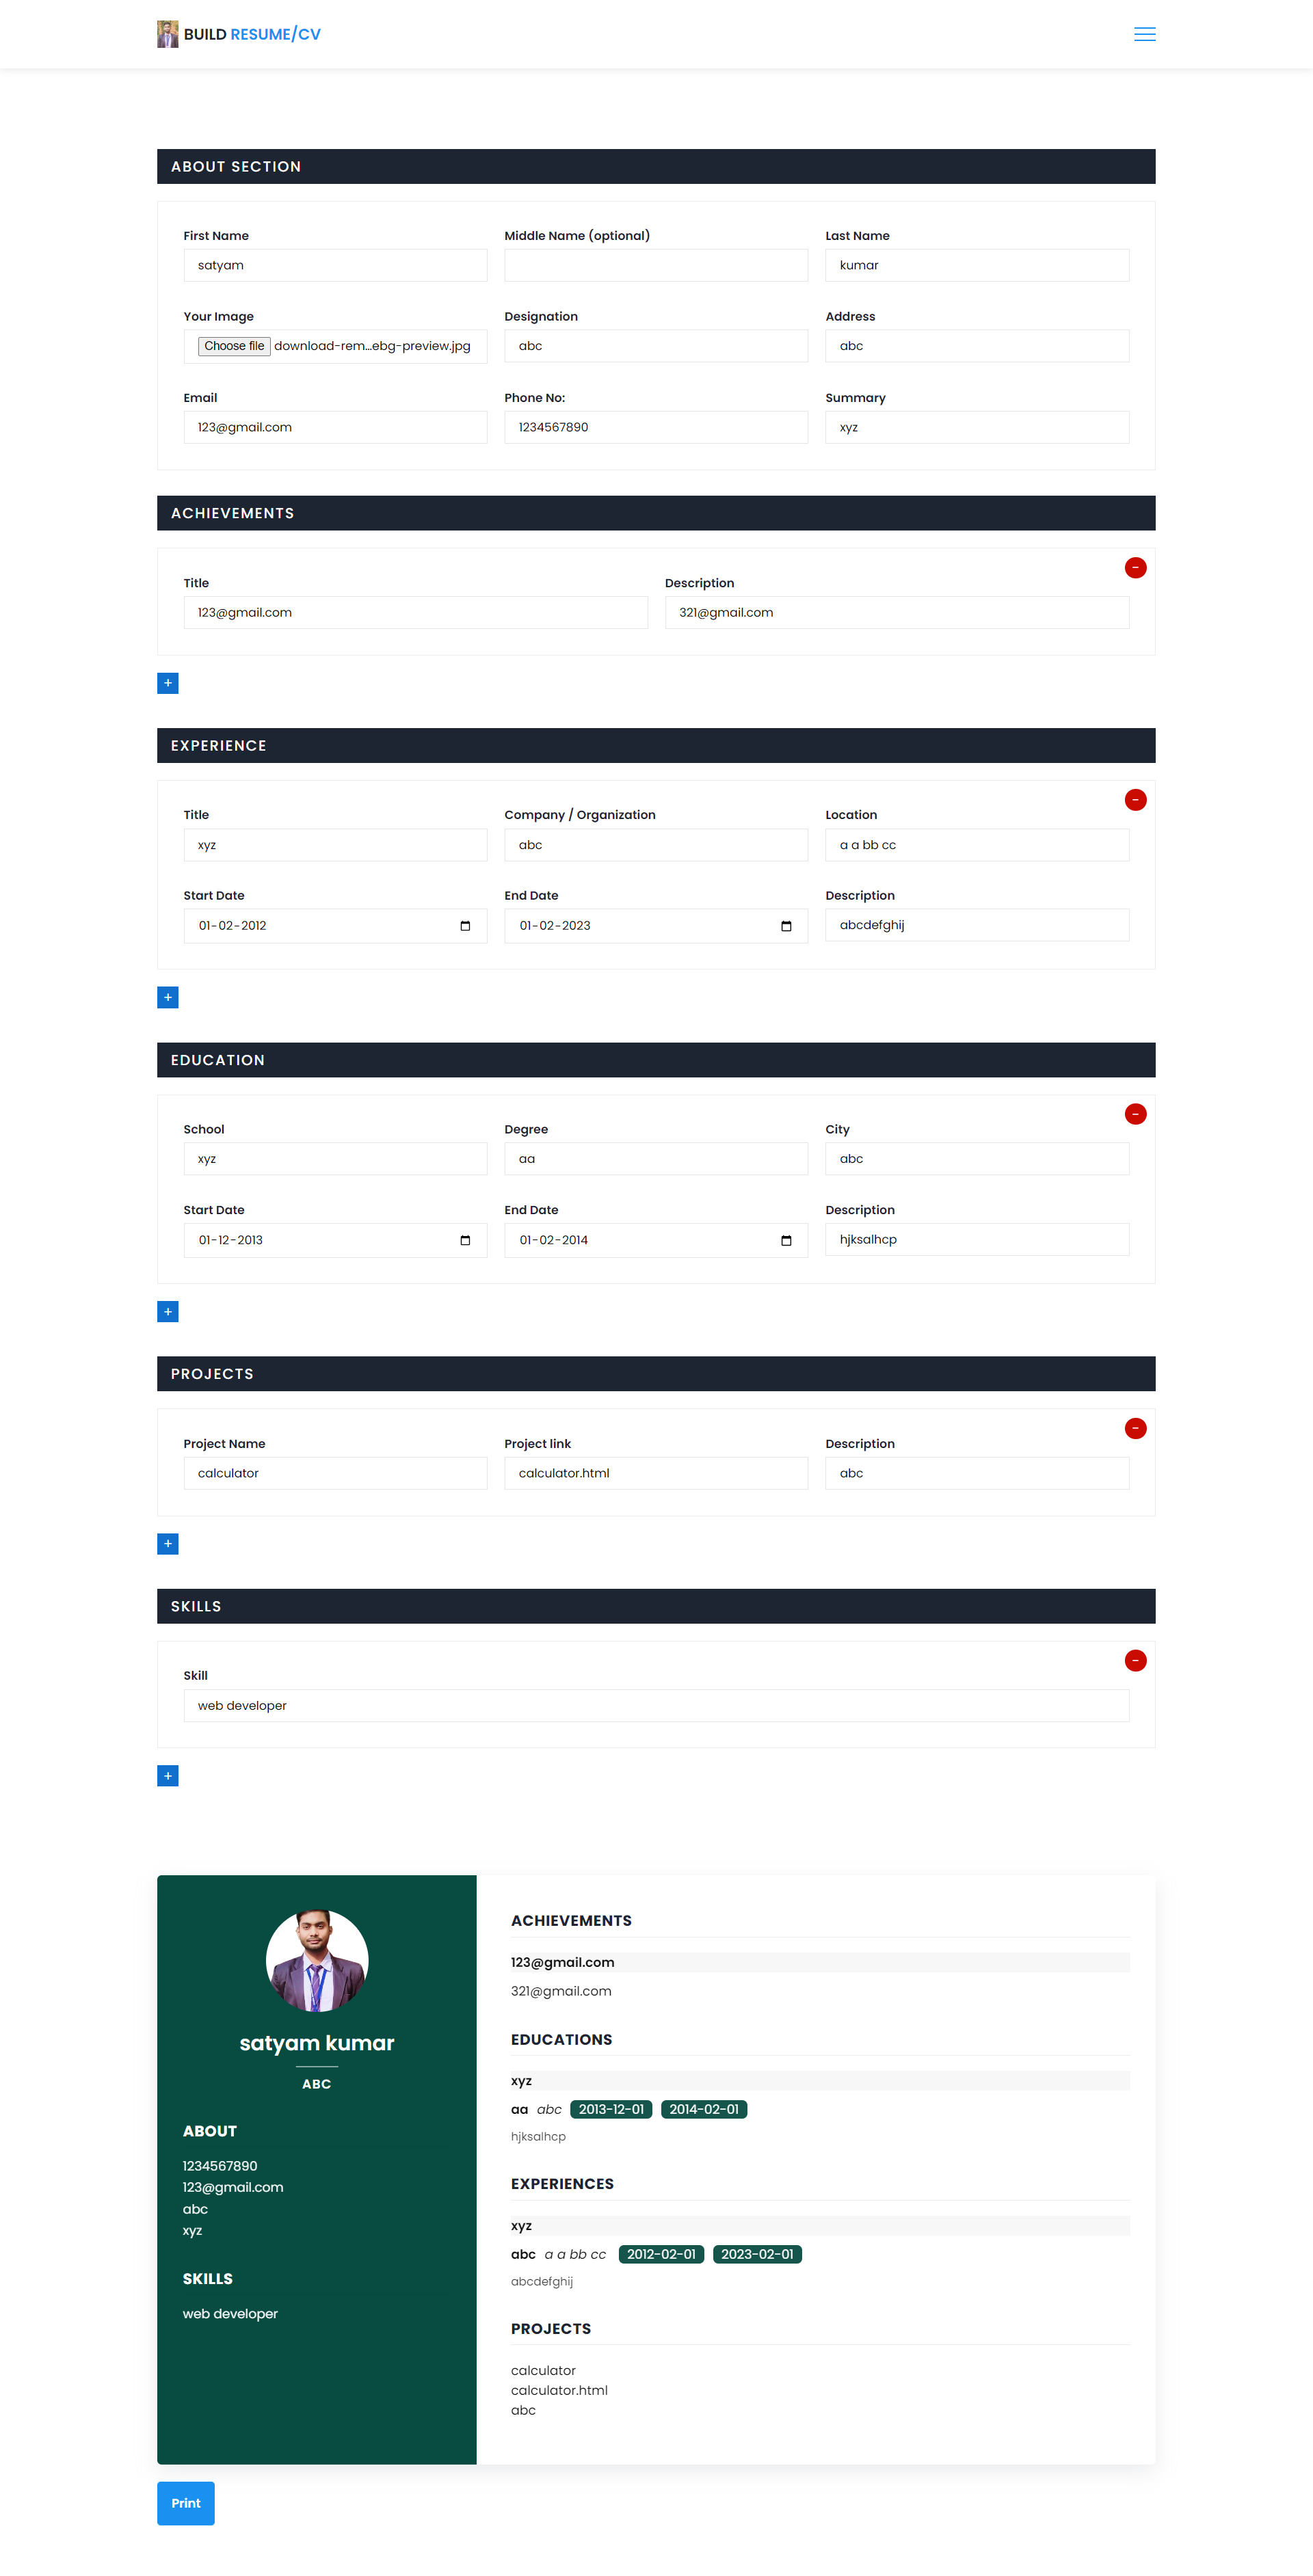 BUILD RESUME/CV
ABOUT SECTION
First Name Middle Name (optional) Last Name
satyam kumar
Your Image Designation Address
Choose file download-rem...ebg-preview.jpg abc abc
Email Phone No: Summary
123@gmail.com 1234567890 xyz
ACHIEVEMENTS
-
Title Description
123@gmail.com 321@gmail.com
+
EXPERIENCE
-
Title Company / Organization Location
xyz abc a a bb cc
Start Date End Date Description
01-02-2012 01-02-2023 abcdefghij
+
EDUCATION
-
School Degree City
xyz aa abc
Start Date End Date Description
01-12-2013 01-02-2014 hjksalhcp
+
PROJECTS
-
Project Name Project link Description
calculator calculator.html abc
+
SKILLS
-
Skill
web developer
+
satyam kumar
ABC
ABOUT
1234567890
123@gmail.com
abc
xyz
SKILLS
web developer
ACHIEVEMENTS
123@gmail.com
321@gmail.com
EDUCATIONS
xyz
aa abc 2013-12-01 2014-02-01
hjksalhcp
EXPERIENCES
xyz
abc a a bb cc 2012-02-01 2023-02-01
abcdefghij
PROJECTS
calculator
calculator.html
abc
Print